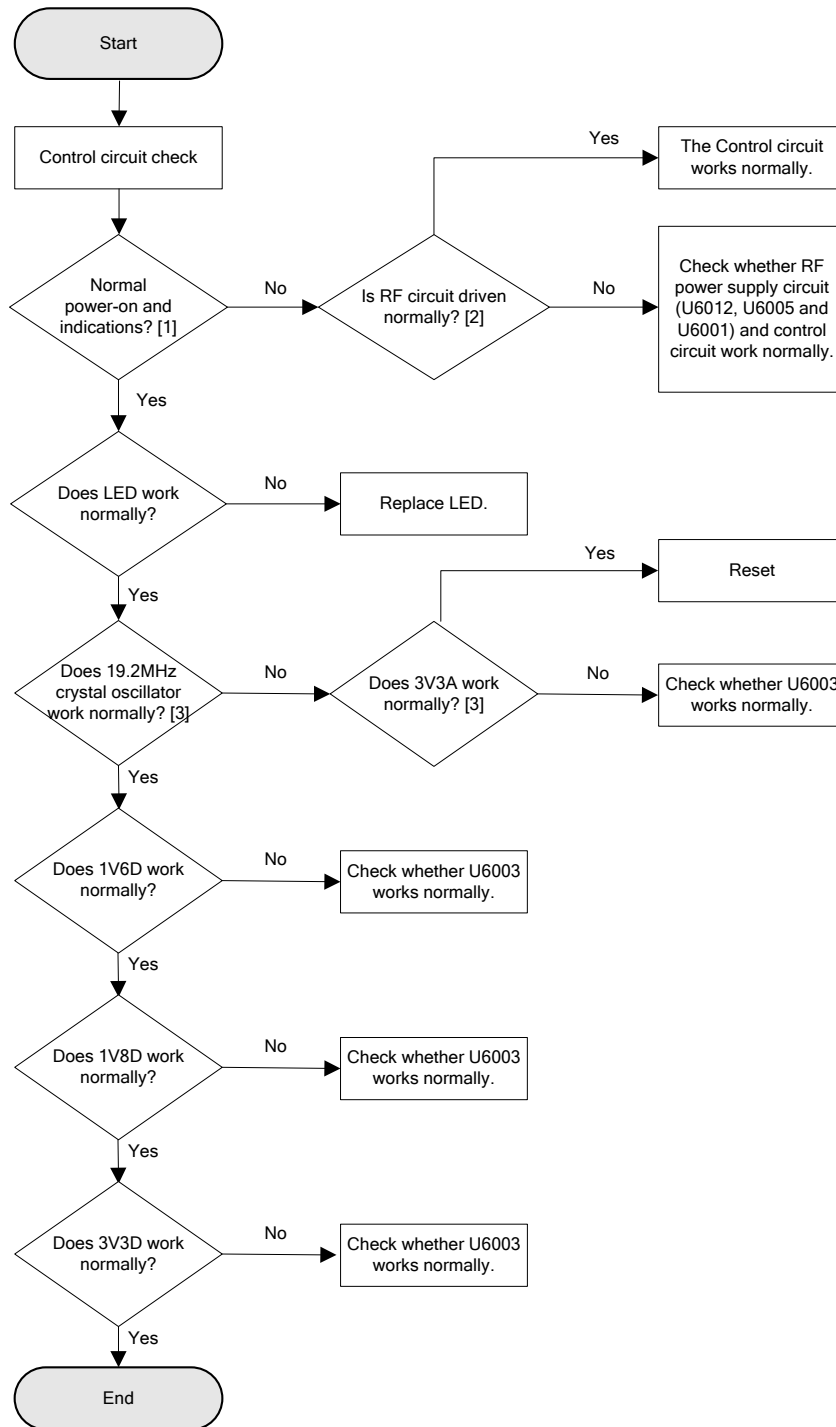 Start
Control circuit check
Yes
The Control circuit
works normally.
Normal
power-on and
indications? [1]
No
Is RF circuit driven
normally? [2]
No
Check whether RF
power supply circuit
(U6012, U6005 and
U6001) and control
circuit work normally.
Yes
Does LED work
normally?
No
Replace LED.
Yes
Yes
Reset
Does 19.2MHz
crystal oscillator
work normally? [3]
No
Does 3V3A work
normally? [3]
No
Check whether U6003
works normally.
Yes
Does 1V6D work
normally?
No
Check whether U6003
works normally.
Yes
Does 1V8D work
normally?
No
Check whether U6003
works normally.
Yes
Does 3V3D work
normally?
No
Check whether U6003
works normally.
Yes
End